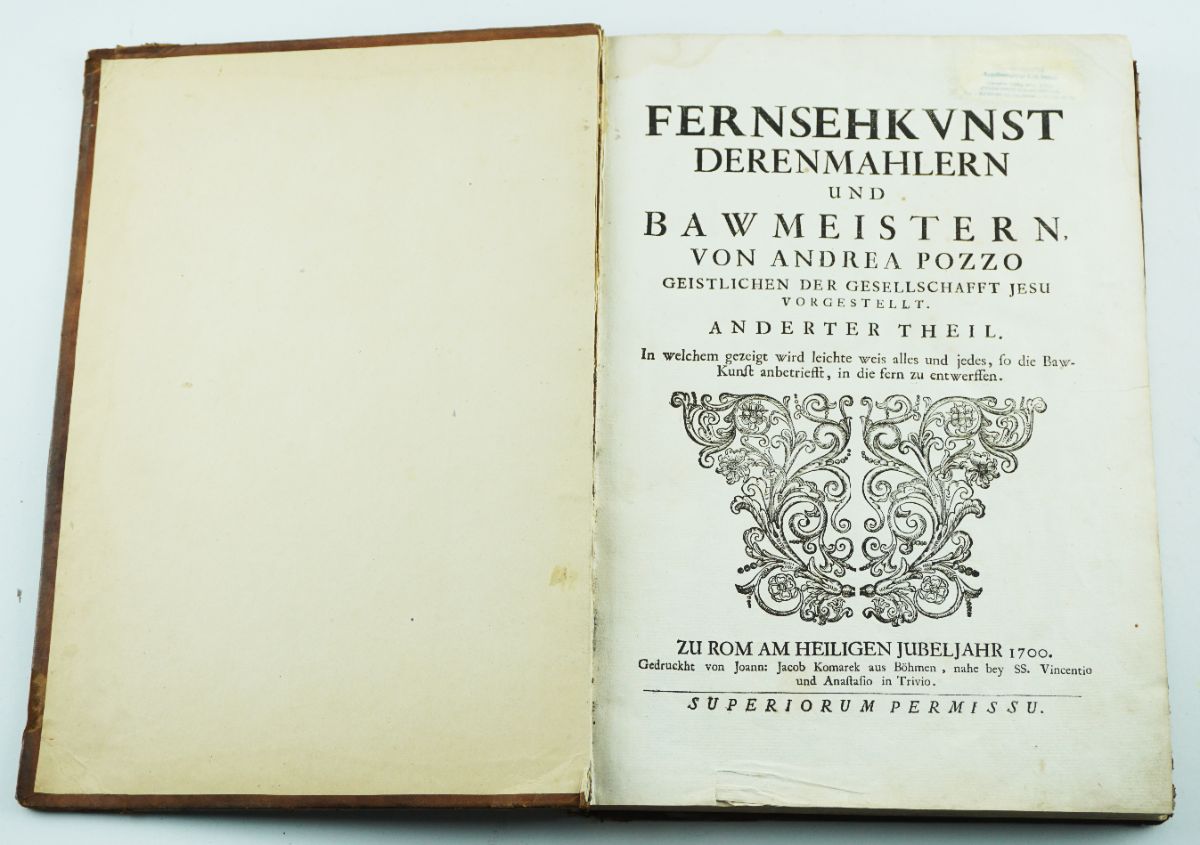 FERNSEHKVNST
DERENMAHLERN
UND
BAWMEISTERN,
VON ANDREA POZZO
GEISTLICHEN DER GESELLSCHAFFT JESU
VORGESTELLT.
ANDERTER THEIL.
In welchem gezeigt wird leichte weis alles und jedes, ſo die Baw-
Kunſt anbetriefft, in die fern zu entwerffen.
ZU ROM AM HEILIGEN JUBELJAHR 1700.
Gedruckht von Joann: Jacob Komarek aus Böhmen, nahe bey SS. Vincentio
und Anaſtaſio in Trivio.
SUPERIORUM PERMISSU.